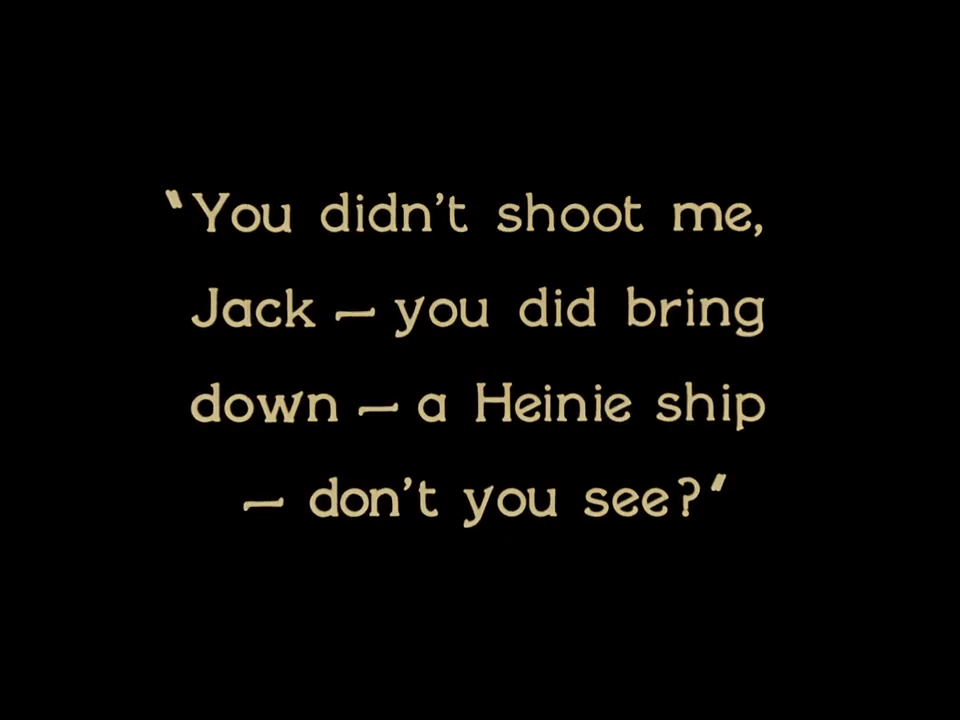 "You didn't shoot me,
Jack — you did bring
down — a Heinie ship
— don't you see?"